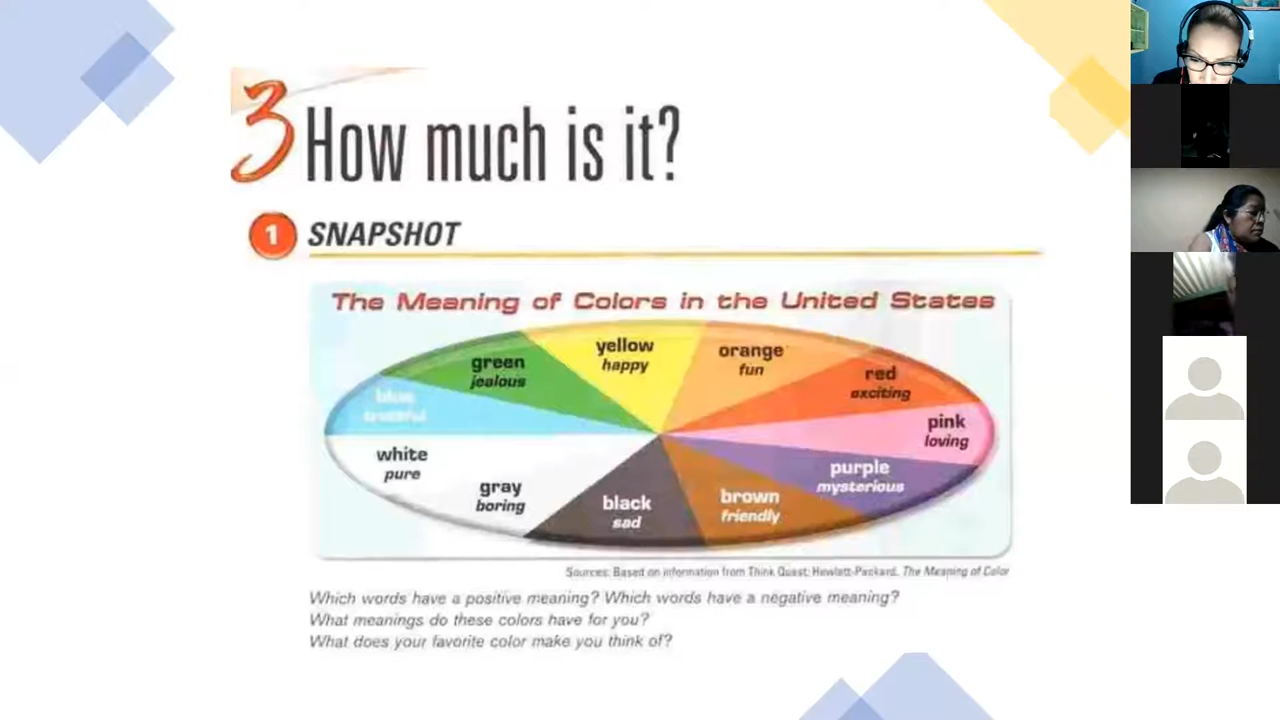 3 How much is it?
1 SNAPSHOT
The Meaning of Colors in the United States
yellow
happy
orange
fun
green
jealous
red
exciting
blue
truthful
pink
loving
white
pure
purple
mysterious
gray
boring
black
sad
brown
friendly
Sources: Based on information from Think Quest; Hewlett-Packard, The Meaning of Color
Which words have a positive meaning? Which words have a negative meaning?
What meanings do these colors have for you?
What does your favorite color make you think of?